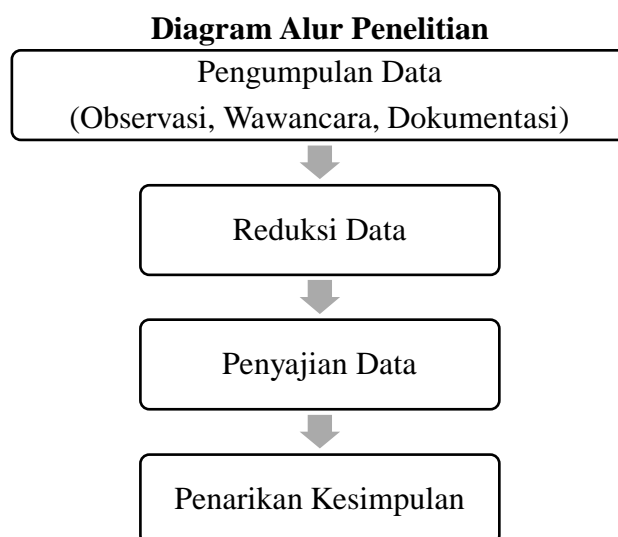 Diagram Alur Penelitian
Pengumpulan Data
(Observasi, Wawancara, Dokumentasi)
Reduksi Data
Penyajian Data
Penarikan Kesimpulan